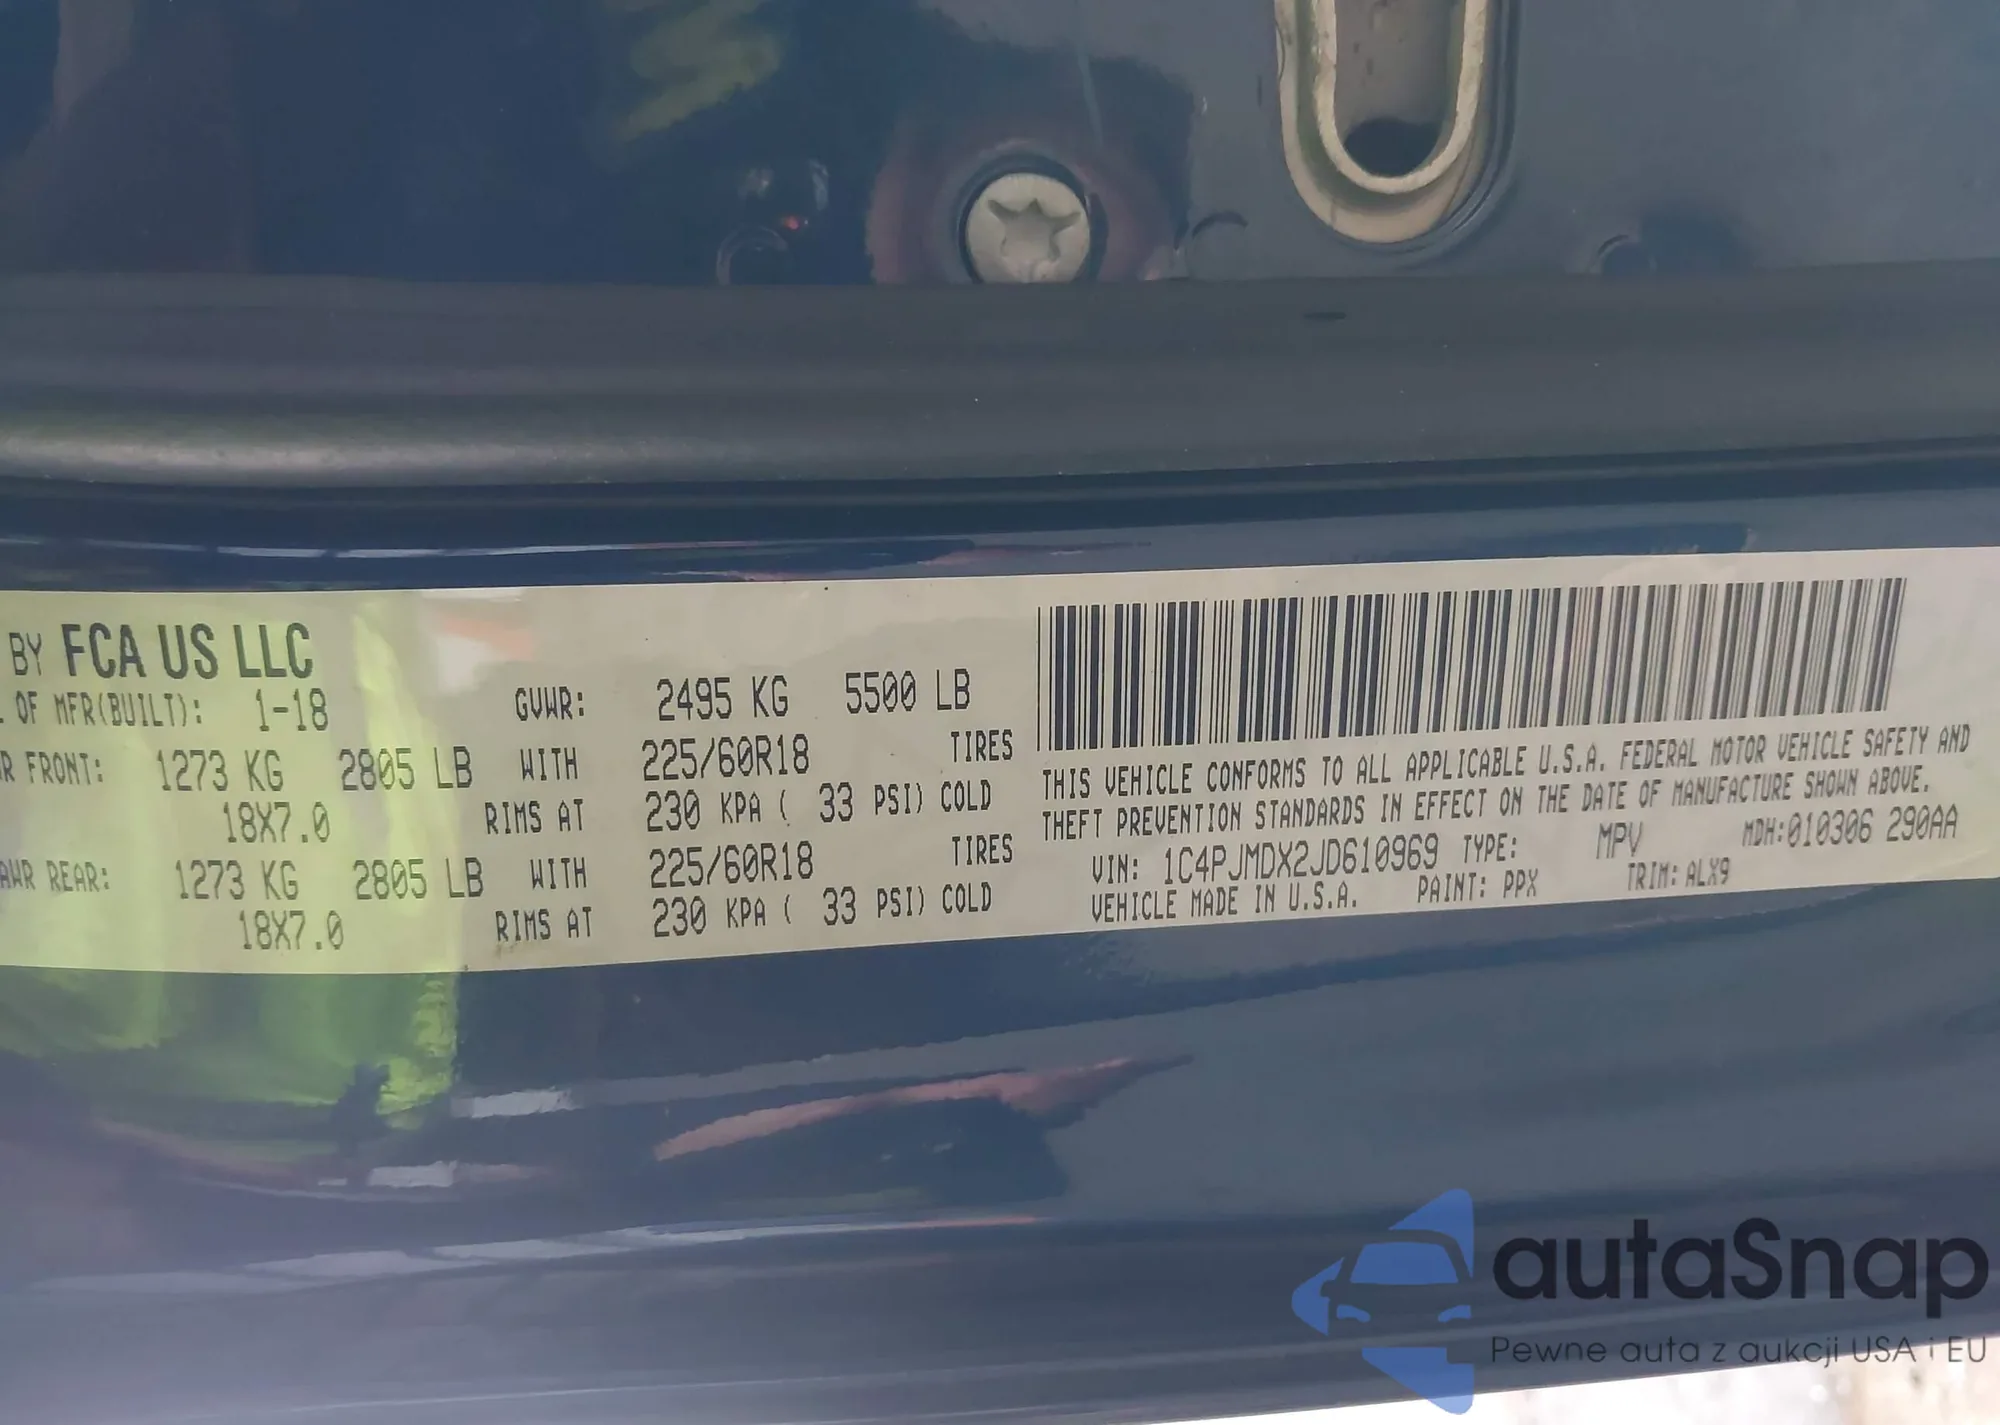 BY FCA US LLC
OF MFR(BUILT): 1-18 GVWR: 2495 KG 5500 LB
R FRONT: 1273 KG 2805 LB WITH 225/60R18 TIRES
18X7.0 RIMS AT 230 KPA ( 33 PSI) COLD
AWR REAR: 1273 KG 2805 LB WITH 225/60R18 TIRES
18X7.0 RIMS AT 230 KPA ( 33 PSI) COLD
THIS VEHICLE CONFORMS TO ALL APPLICABLE U.S.A. FEDERAL MOTOR VEHICLE SAFETY AND
THEFT PREVENTION STANDARDS IN EFFECT ON THE DATE OF MANUFACTURE SHOWN ABOVE.
VIN: 1C4PJMDX2JD610969 TYPE: MPV MDH:010306 290AA
VEHICLE MADE IN U.S.A. PAINT: PPX TRIM: ALX9
autaSnap
Pewne auta z aukcji USA i EU